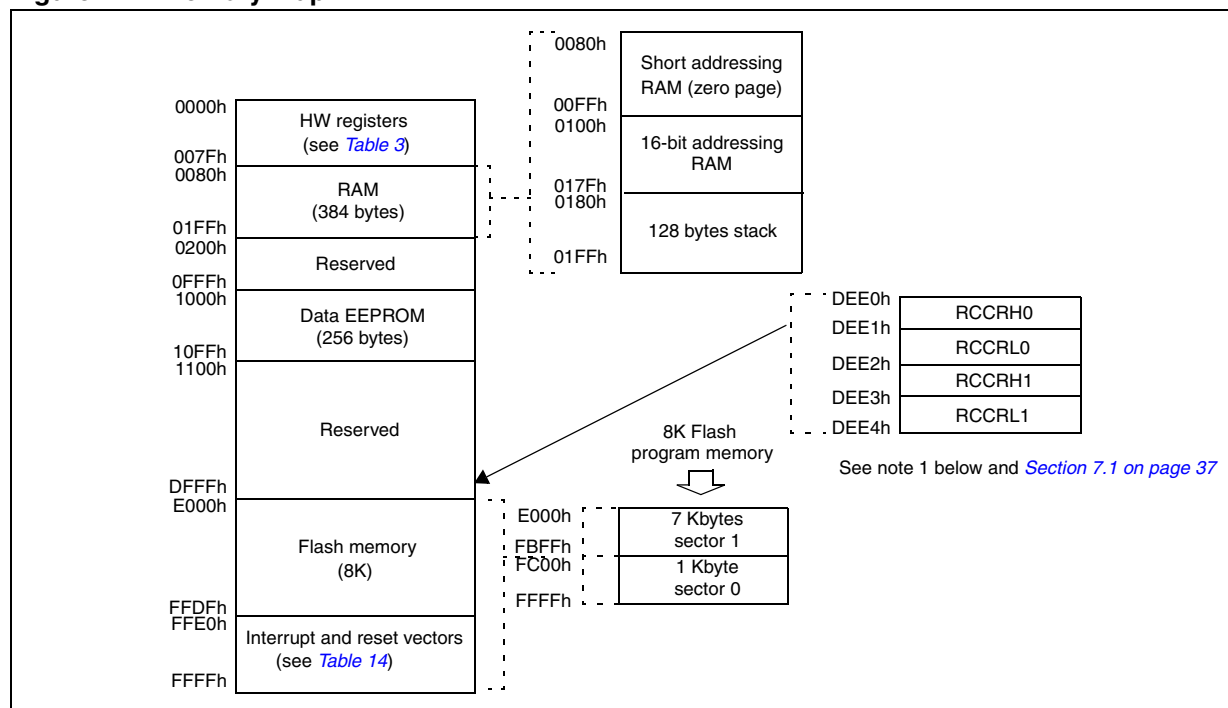 0000h
HW registers
(see Table 3)
007Fh
0080h
RAM
(384 bytes)
01FFh
0200h
Reserved
0FFFh
1000h
Data EEPROM
(256 bytes)
10FFh
1100h
Reserved
DFFFh
E000h
Flash memory
(8K)
FFDFh
FFE0h
Interrupt and reset vectors
(see Table 14)
FFFFh
0080h
Short addressing
RAM (zero page)
00FFh
0100h
16-bit addressing
RAM
017Fh
0180h
128 bytes stack
01FFh
DEE0h
RCCRH0
DEE1h
RCCRL0
DEE2h
RCCRH1
DEE3h
RCCRL1
DEE4h
See note 1 below and Section 7.1 on page 37
8K Flash
program memory
E000h
7 Kbytes
sector 1
FBFFh
FC00h
1 Kbyte
sector 0
FFFFh